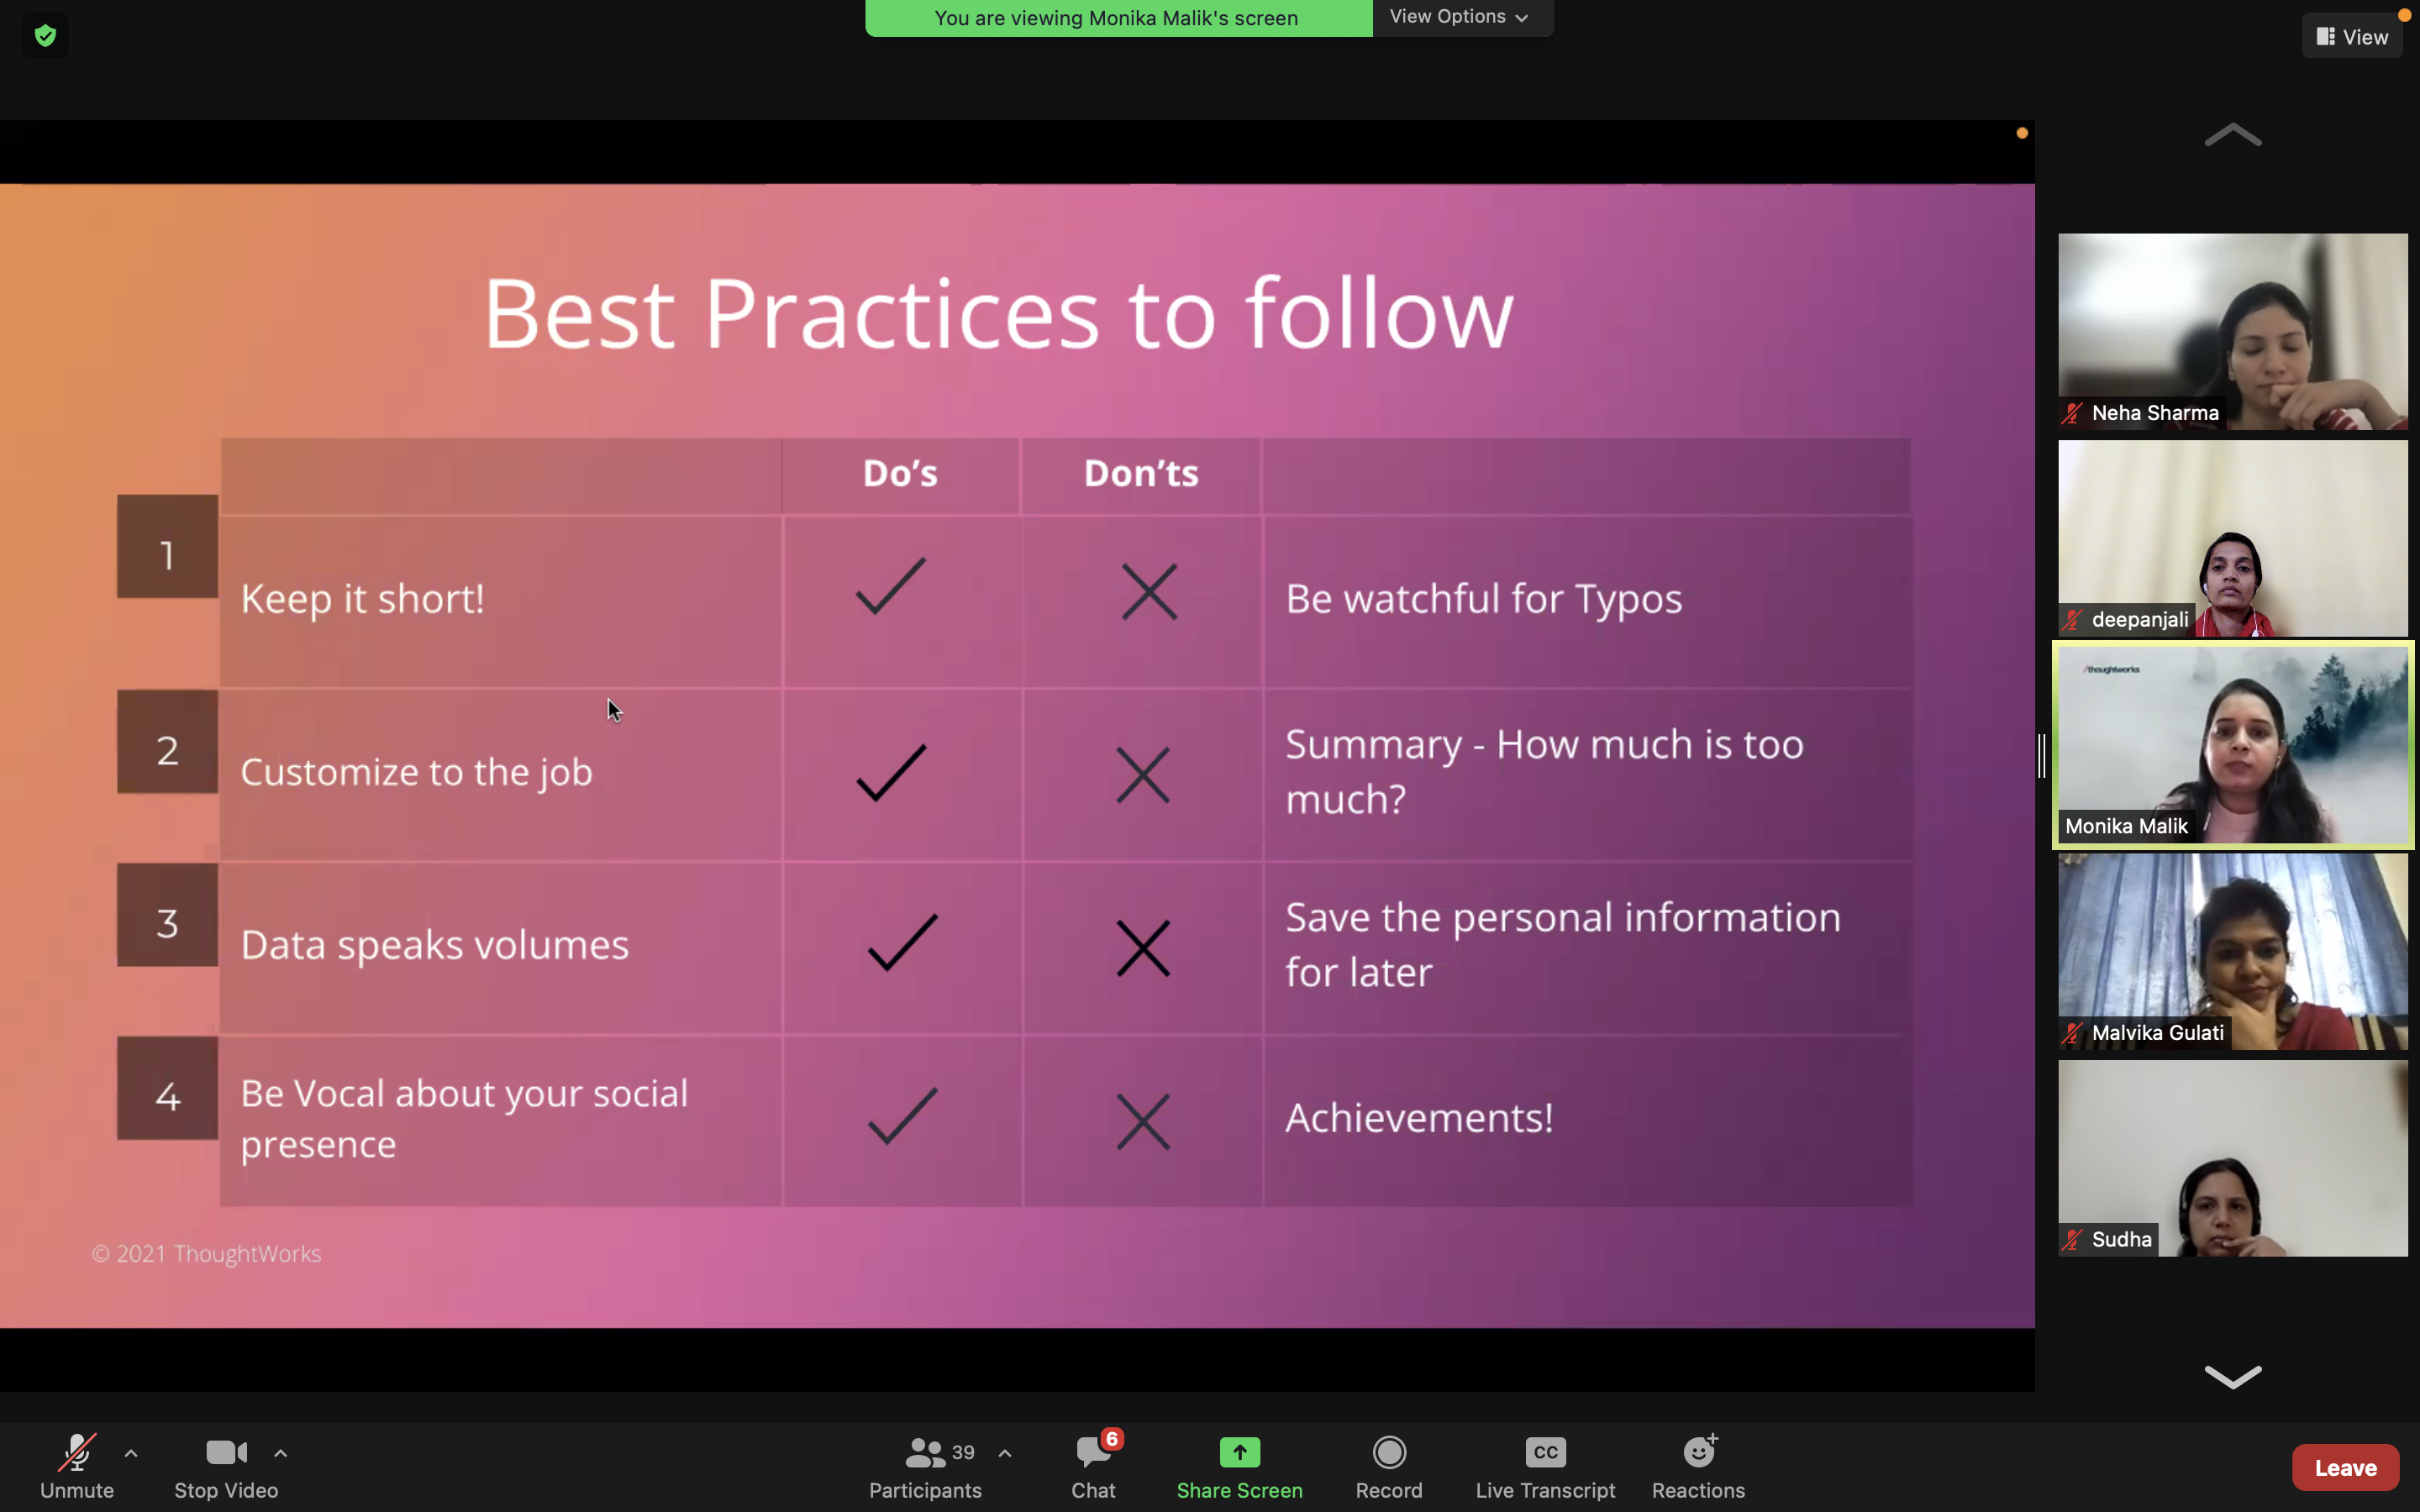 You are viewing Monika Malik's screen
View Options
View
Best Practices to follow
Do's
Don'ts
1
Keep it short!
Be watchful for Typos
2
Customize to the job
Summary - How much is too
much?
3
Data speaks volumes
Save the personal information
for later
4
Be Vocal about your social
presence
Achievements!
© 2021 ThoughtWorks
Neha Sharma
deepanjali
/thoughtworks
Monika Malik
Malvika Gulati
Sudha
Unmute
Stop Video
39
Participants
6
Chat
Share Screen
Record
CC
Live Transcript
Reactions
Leave